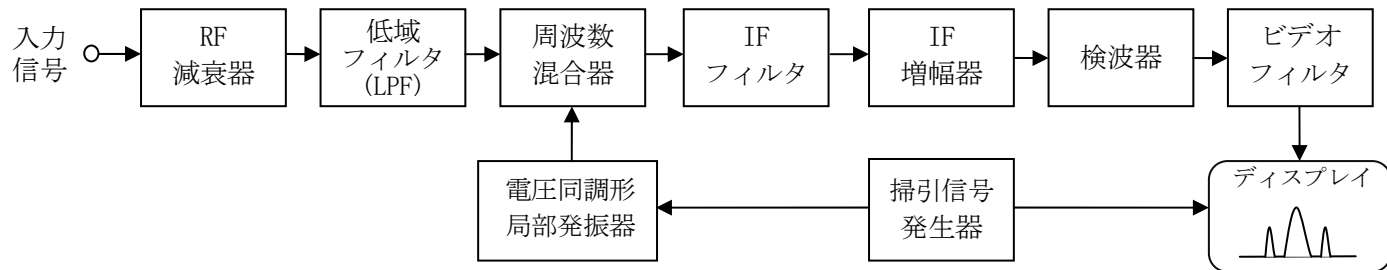 入力
信号
RF
減衰器
低域
フィルタ
(LPF)
周波数
混合器
IF
フィルタ
IF
増幅器
検波器
ビデオ
フィルタ
電圧同調形
局部発振器
掃引信号
発生器
ディスプレイ